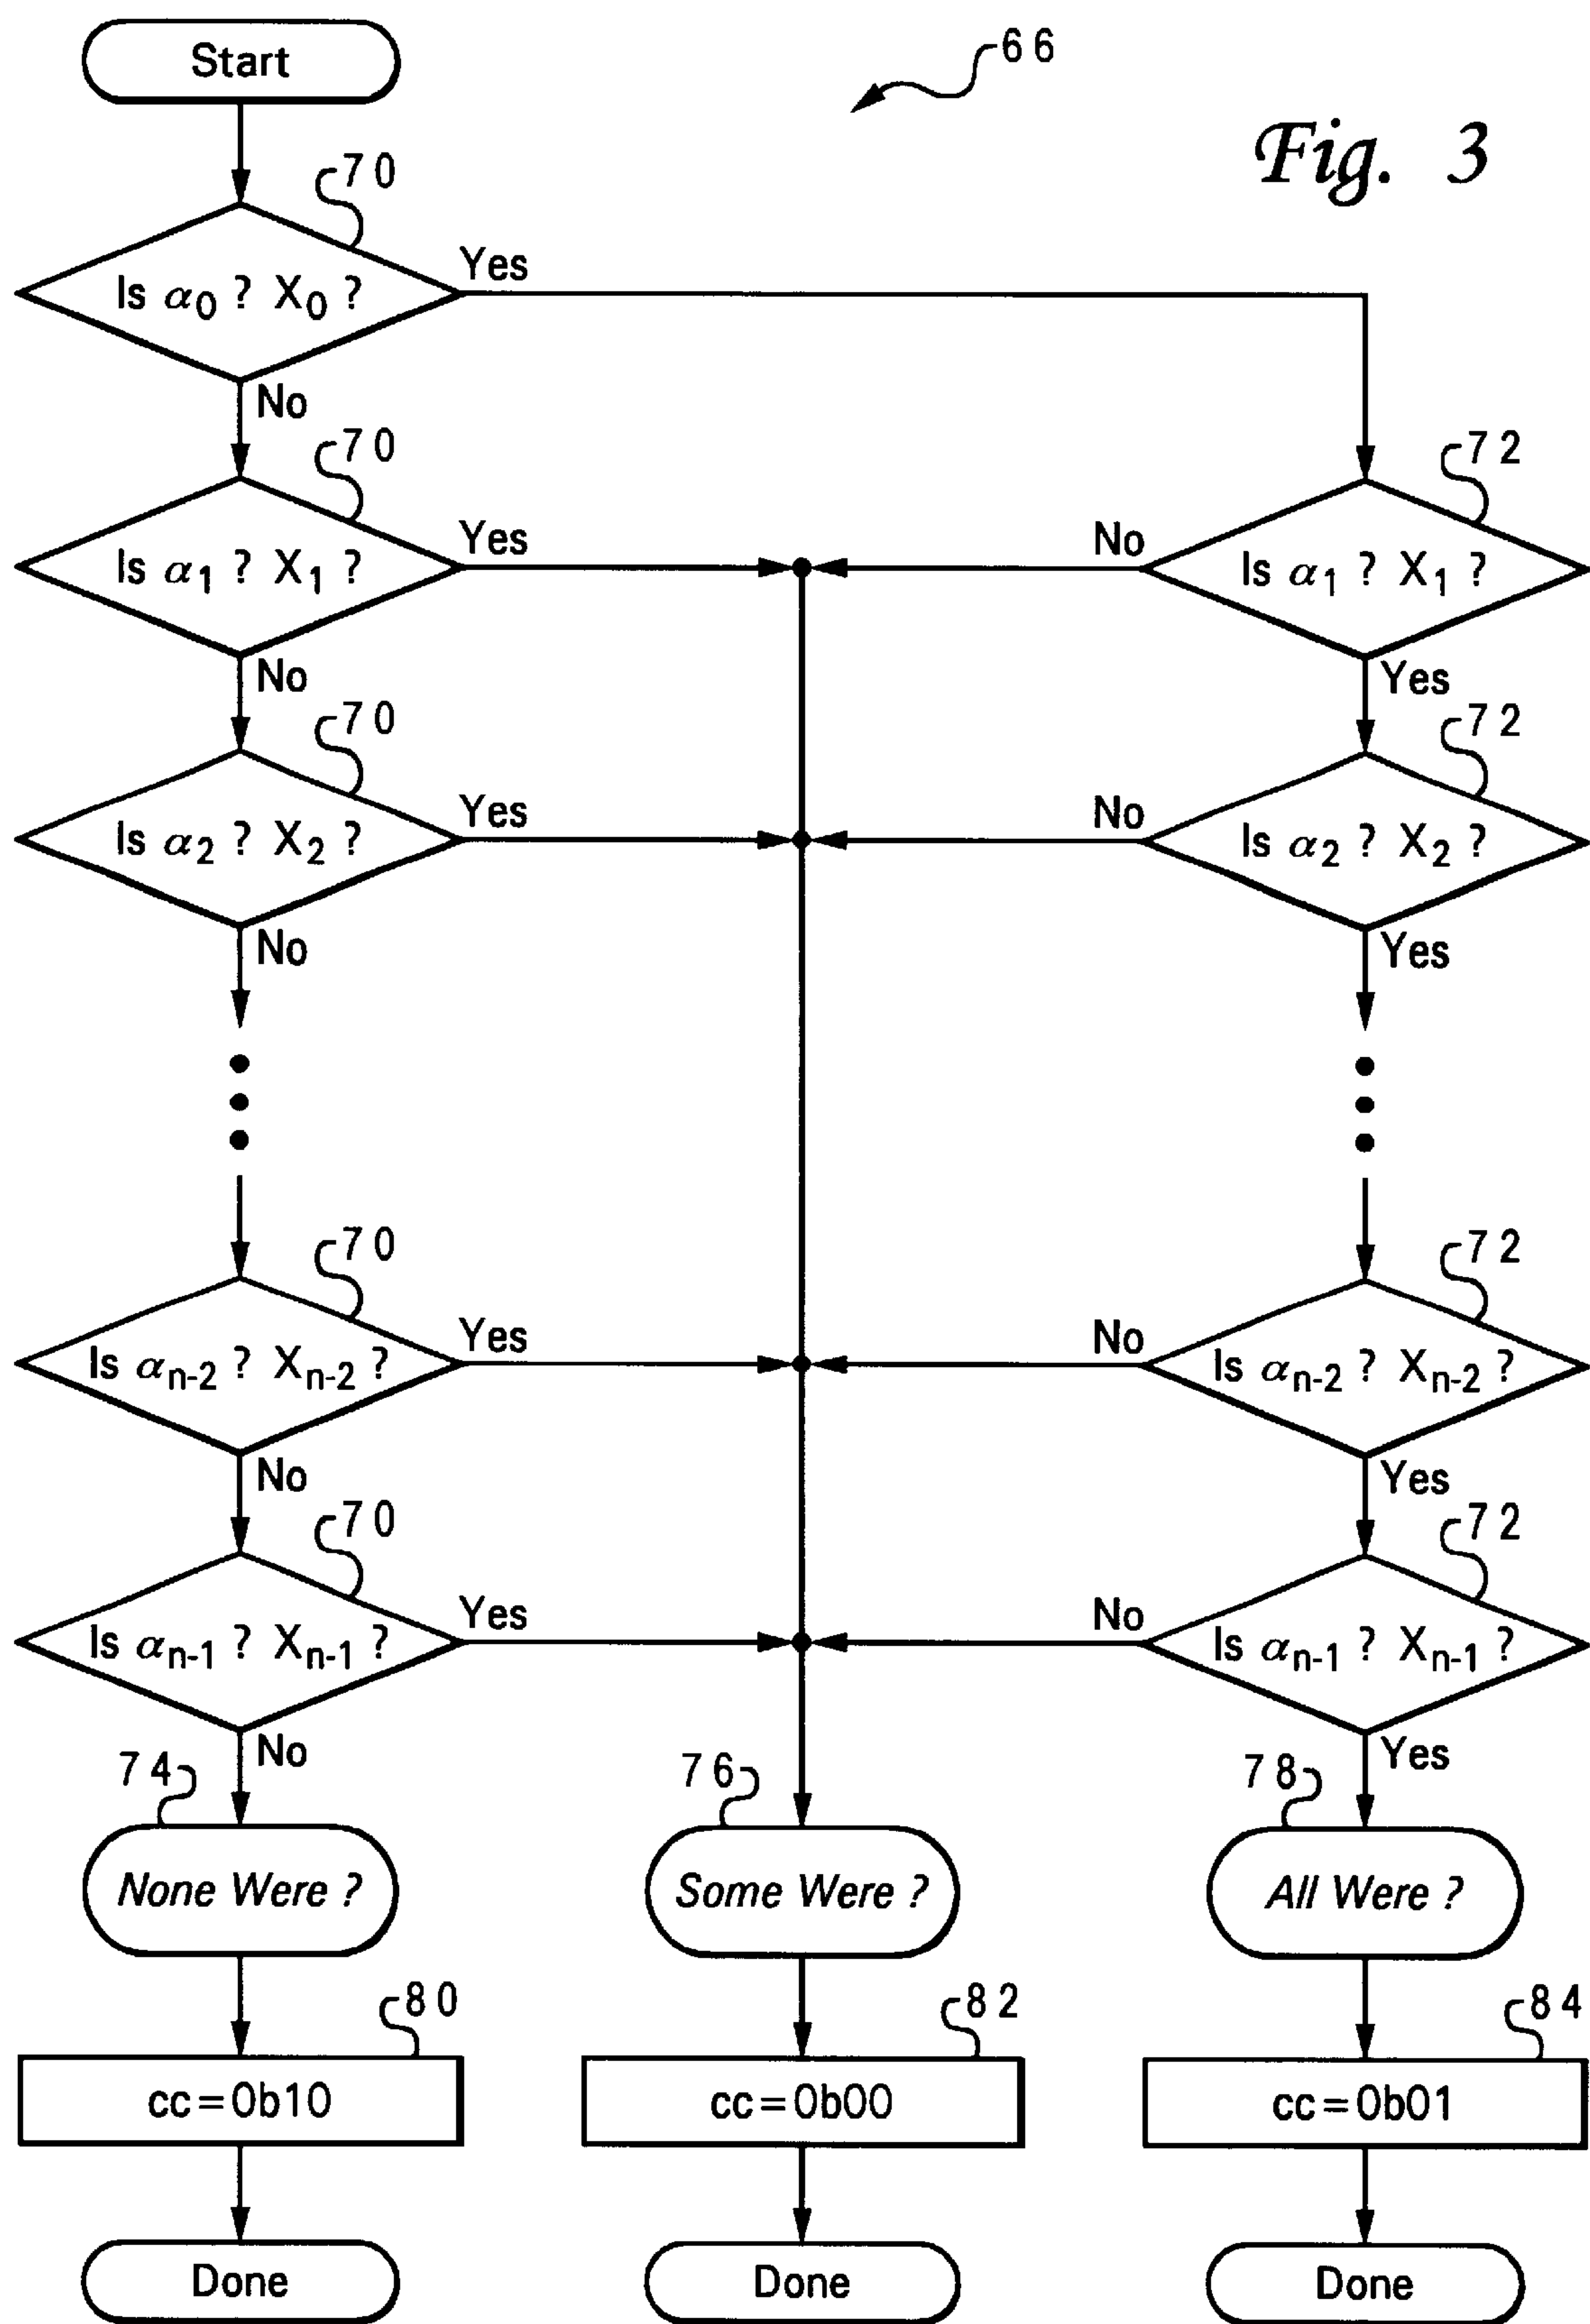 Start
66
Fig. 3
70
Is α0 ? X0 ?
Yes
No
70
72
Is α1 ? X1 ?
Yes
No
Is α1 ? X1 ?
No
Yes
70
72
Is α2 ? X2 ?
Yes
No
Is α2 ? X2 ?
No
Yes
70
72
Is αn-2 ? Xn-2 ?
Yes
No
Is αn-2 ? Xn-2 ?
No
Yes
70
72
Is αn-1 ? Xn-1 ?
Yes
No
Is αn-1 ? Xn-1 ?
No
Yes
74
76
78
None Were ?
Some Were ?
All Were ?
80
82
84
cc=0b10
cc=0b00
cc=0b01
Done
Done
Done